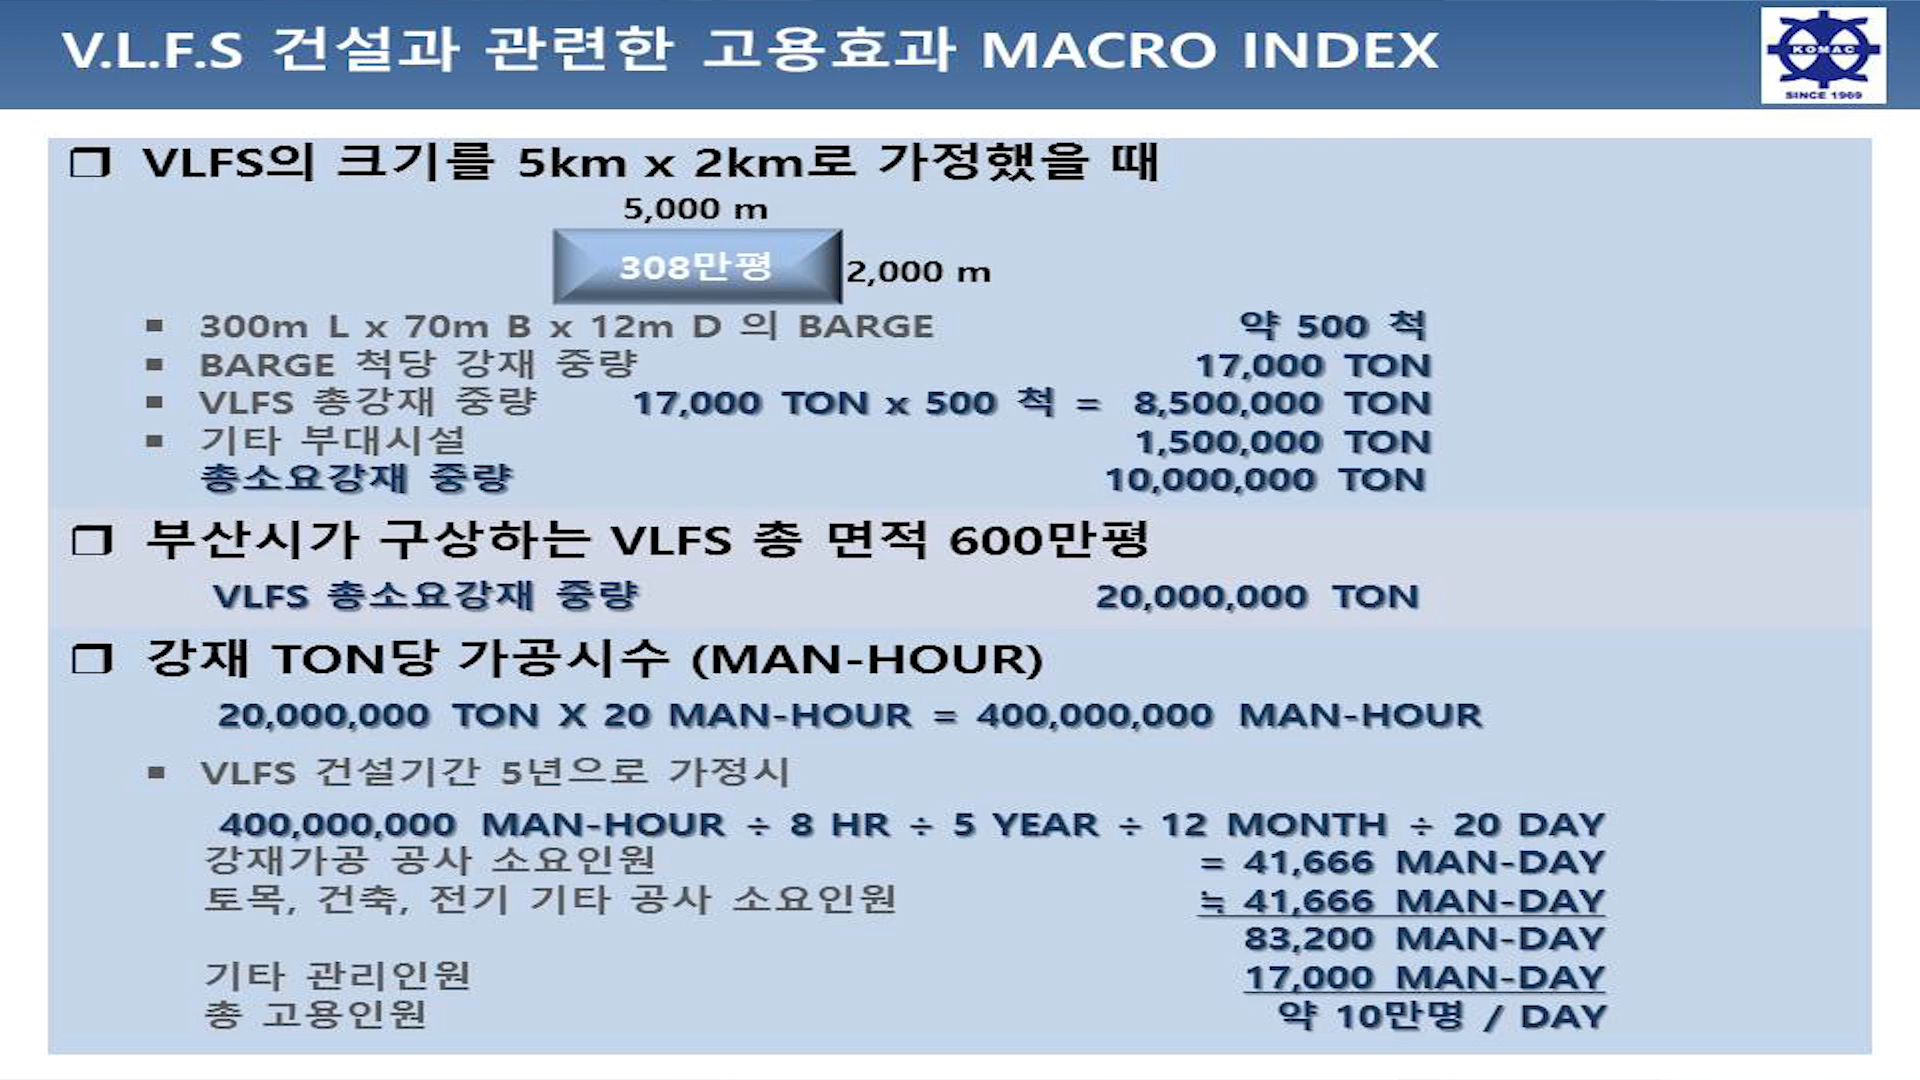 V.L.F.S 건설과 관련한 고용효과 MACRO INDEX
KOMAC
SINCE 1969
❒ VLFS의 크기를 5km x 2km로 가정했을 때
5,000 m
308만평
2,000 m
▪ 300m L x 70m B x 12m D 의 BARGE 약 500 척
▪ BARGE 척당 강재 중량 17,000 TON
▪ VLFS 총강재 중량 17,000 TON x 500 척 = 8,500,000 TON
▪ 기타 부대시설 1,500,000 TON
총소요강재 중량 10,000,000 TON
❒ 부산시가 구상하는 VLFS 총 면적 600만평
VLFS 총소요강재 중량 20,000,000 TON
❒ 강재 TON당 가공시수 (MAN-HOUR)
20,000,000 TON X 20 MAN-HOUR = 400,000,000 MAN-HOUR
▪ VLFS 건설기간 5년으로 가정시
400,000,000 MAN-HOUR ÷ 8 HR ÷ 5 YEAR ÷ 12 MONTH ÷ 20 DAY
강재가공 공사 소요인원 = 41,666 MAN-DAY
토목, 건축, 전기 기타 공사 소요인원 ≒ 41,666 MAN-DAY
83,200 MAN-DAY
기타 관리인원 17,000 MAN-DAY
총 고용인원 약 10만명 / DAY